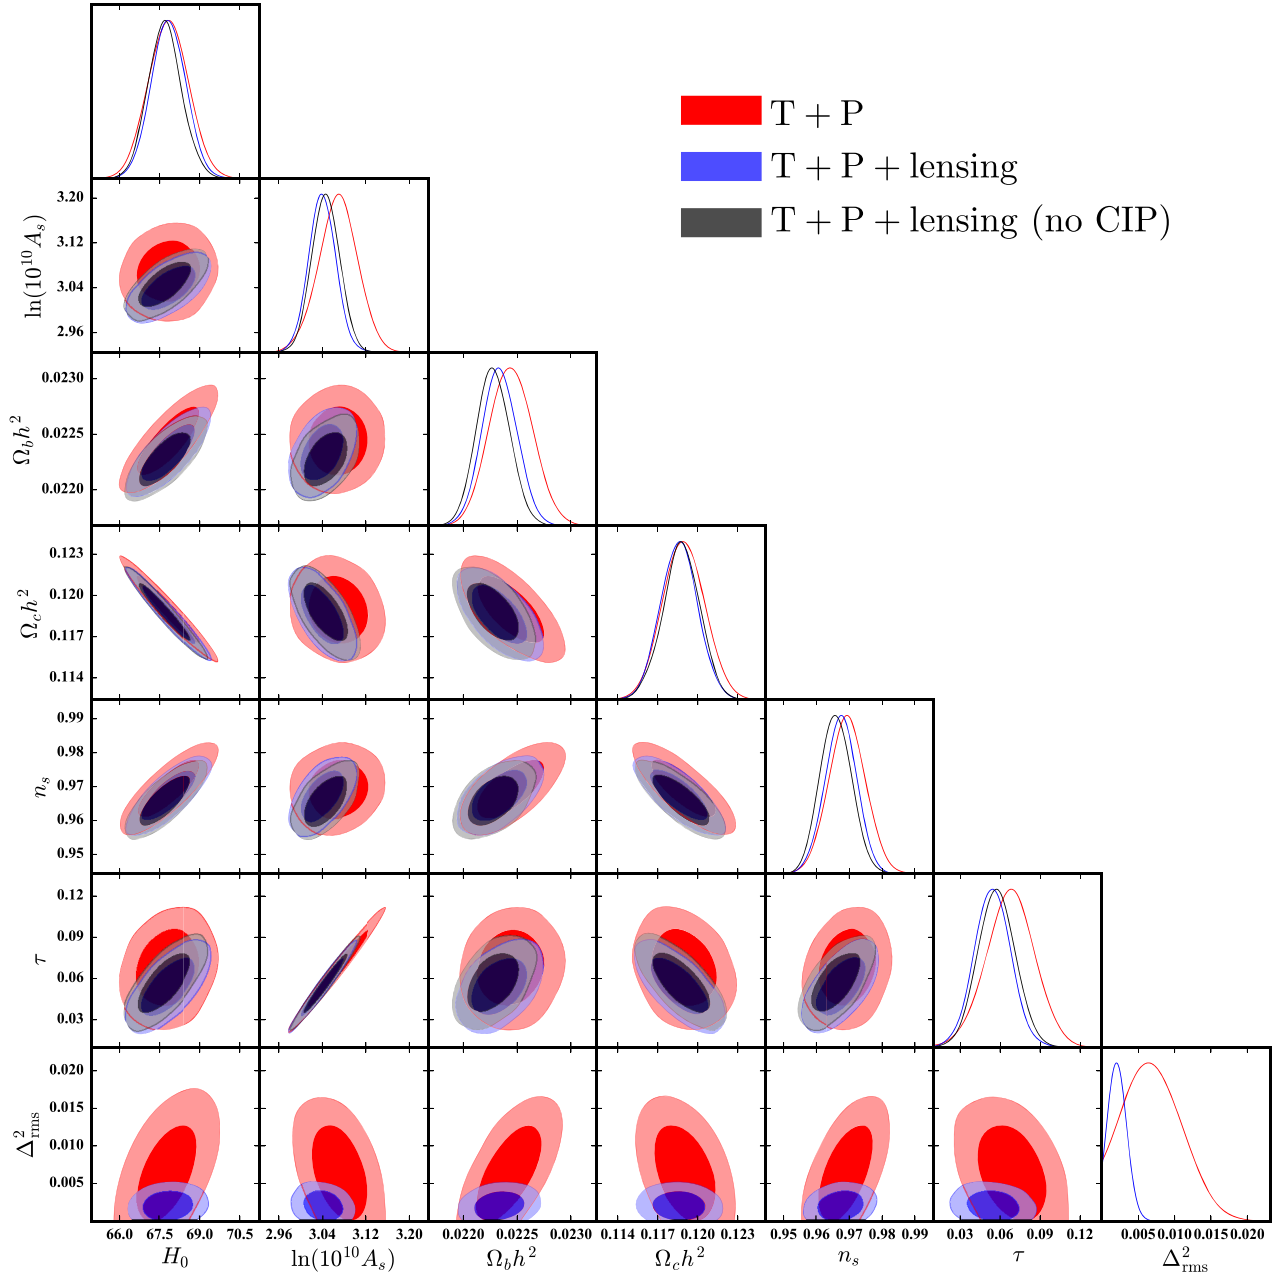 T + P
T + P + lensing
T + P + lensing (no CIP)
3.20
3.12
3.04
2.96
ln(10^{10}A_s)
0.0230
0.0225
0.0220
Ω_b h^2
0.123
0.120
0.117
0.114
Ω_c h^2
0.99
0.98
0.97
0.96
0.95
n_s
0.12
0.09
0.06
0.03
τ
0.020
0.015
0.010
0.005
Δ^2_{rms}
66.0 67.5 69.0 70.5 2.96 3.04 3.12 3.20 0.0220 0.0225 0.0230 0.114 0.117 0.120 0.123 0.95 0.96 0.97 0.98 0.99 0.03 0.06 0.09 0.12 0.005 0.010 0.015 0.020
H_0 ln(10^{10}A_s) Ω_b h^2 Ω_c h^2 n_s τ Δ^2_{rms}